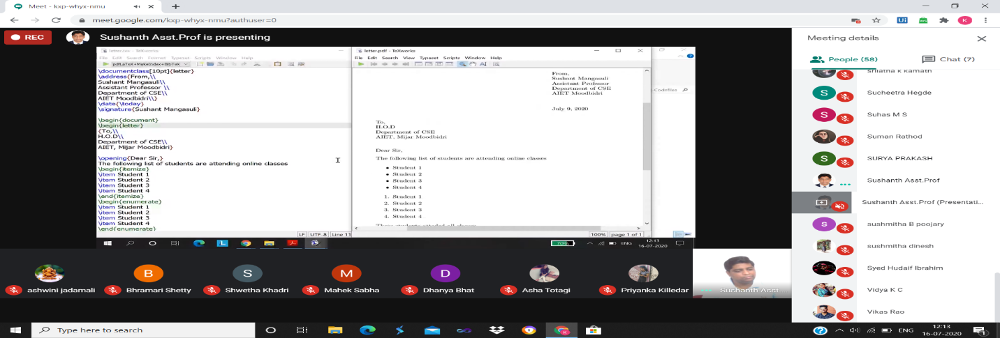 Meet - kxp-whyx-nmu
meet.google.com/kxp-whyx-nmu?authuser=0
REC
Sushanth Asst.Prof is presenting
letter.tex - TeXworks
File Edit Search Format Typeset Scripts Window Help
pdfLaTeX+MakeIndex+BibTeX
\documentclass[10pt]{letter}
\address{From,\\
Sushant Mangasuli\\
Assistant Professor \\
Department of CSE\\
AIET Moodbidri\\}
\date{\today}
\signature{Sushant Mangasuli}
\begin{document}
\begin{letter}
{To,\\
H.O.D\\
Department of CSE\\
AIET, Mijar Moodbidri}
\opening{Dear Sir,}
The following list of students are attending online classes
\begin{itemize}
\item Student 1
\item Student 2
\item Student 3
\item Student 4
\end{itemize}
\begin{enumerate}
\item Student 1
\item Student 2
\item Student 3
\item Student 4
\end{enumerate}
LF UTF-8 Line 11
letter.pdf - TeXworks
File Edit Search View Typeset Scripts Window Help
From,
Sushant Mangasuli
Assistant Professor
Department of CSE
AIET Moodbidri
July 9, 2020
To,
H.O.D
Department of CSE
AIET, Mijar Moodbidri
Dear Sir,
The following list of students are attending online classes
• Student 1
• Student 2
• Student 3
• Student 4
1. Student 1
2. Student 2
3. Student 3
4. Student 4
100% page 1 of 1
70%
ENG
12:13
16-07-2020
ashwini jadamali
B
Bhramari Shetty
S
Shwetha Khadri
M
Mahek Sabha
D
Dhanya Bhat
Asha Totagi
Priyanka Killedar
Sushanth Asst
Meeting details
People (58)
Chat (7)
srilatha k kamath
S
Sucheetra Hegde
S
Suhas M S
Suman Rathod
S
SURYA PRAKASH
Sushanth Asst.Prof
Sushanth Asst.Prof (Presentati...
S
sushmitha B poojary
sushmitha dinesh
Syed Hudaif Ibrahim
Vidya K C
Vikas Rao
Type here to search
ENG
12:13
16-07-2020